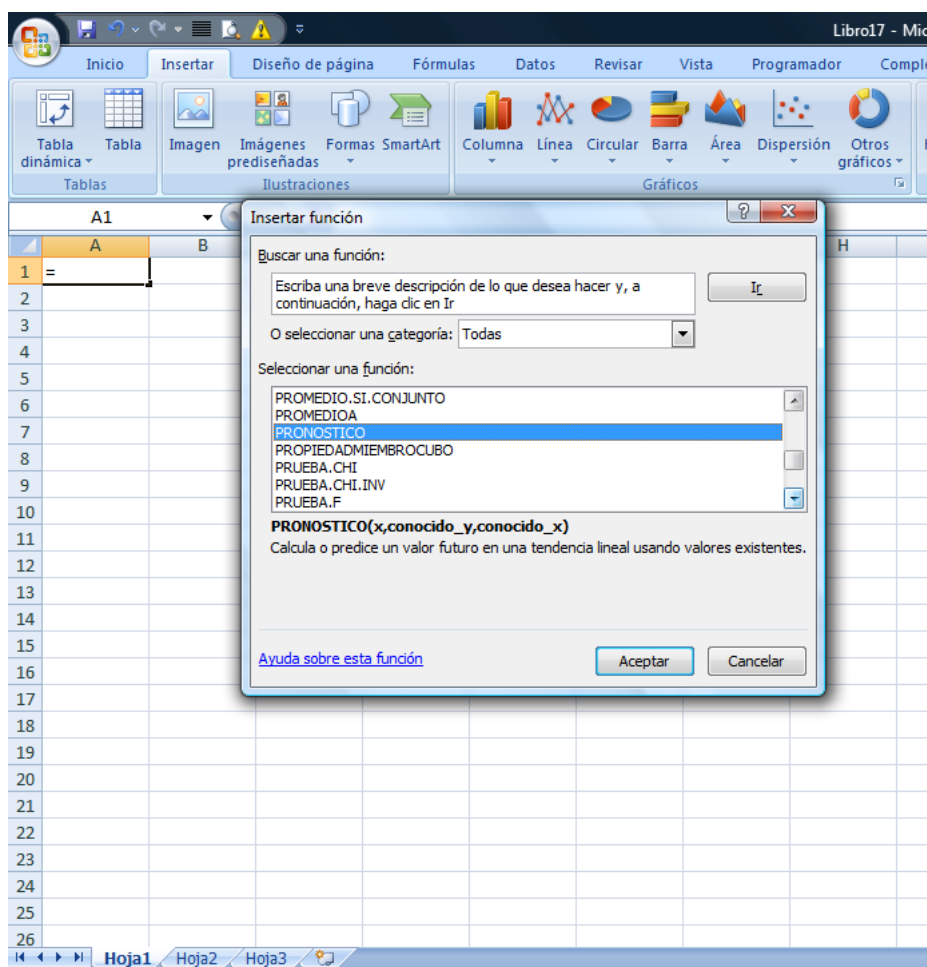 Libro17 - Mic
Inicio Insertar Diseño de página Fórmulas Datos Revisar Vista Programador Compl
Tabla dinámica Tabla Imagen Imágenes prediseñadas Formas SmartArt Columna Línea Circular Barra Área Dispersión Otros gráficos
Tablas Ilustraciones Gráficos
A1
Insertar función
A B H
Buscar una función:
Escriba una breve descripción de lo que desea hacer y, a
continuación, haga clic en Ir
Ir
O seleccionar una categoría: Todas
Seleccionar una función:
PROMEDIO.SI.CONJUNTO
PROMEDIOA
PRONOSTICO
PROPIEDADMIEMBROCUBO
PRUEBA.CHI
PRUEBA.CHI.INV
PRUEBA.F
PRONOSTICO(x,conocido_y,conocido_x)
Calcula o predice un valor futuro en una tendencia lineal usando valores existentes.
Ayuda sobre esta función
Aceptar Cancelar
1 =
2
3
4
5
6
7
8
9
10
11
12
13
14
15
16
17
18
19
20
21
22
23
24
25
26
Hoja1 Hoja2 Hoja3